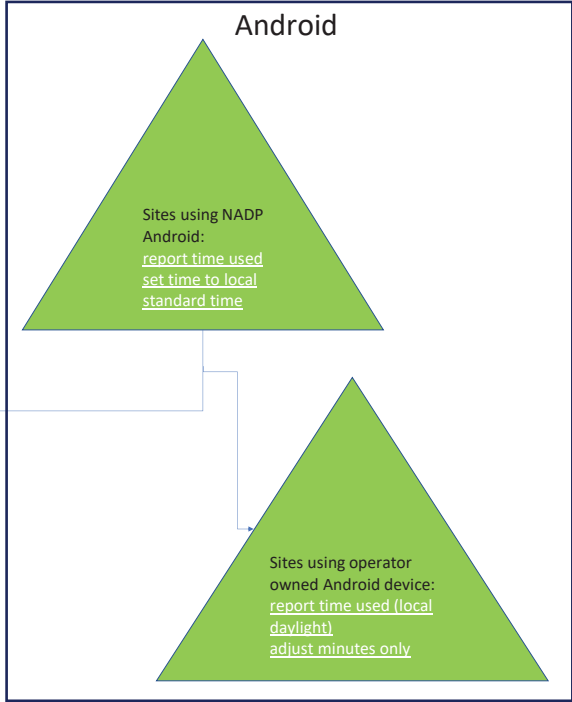 Android
Sites using NADP
Android:
report time used
set time to local
standard time
Sites using operator
owned Android device:
report time used (local
daylight)
adjust minutes only